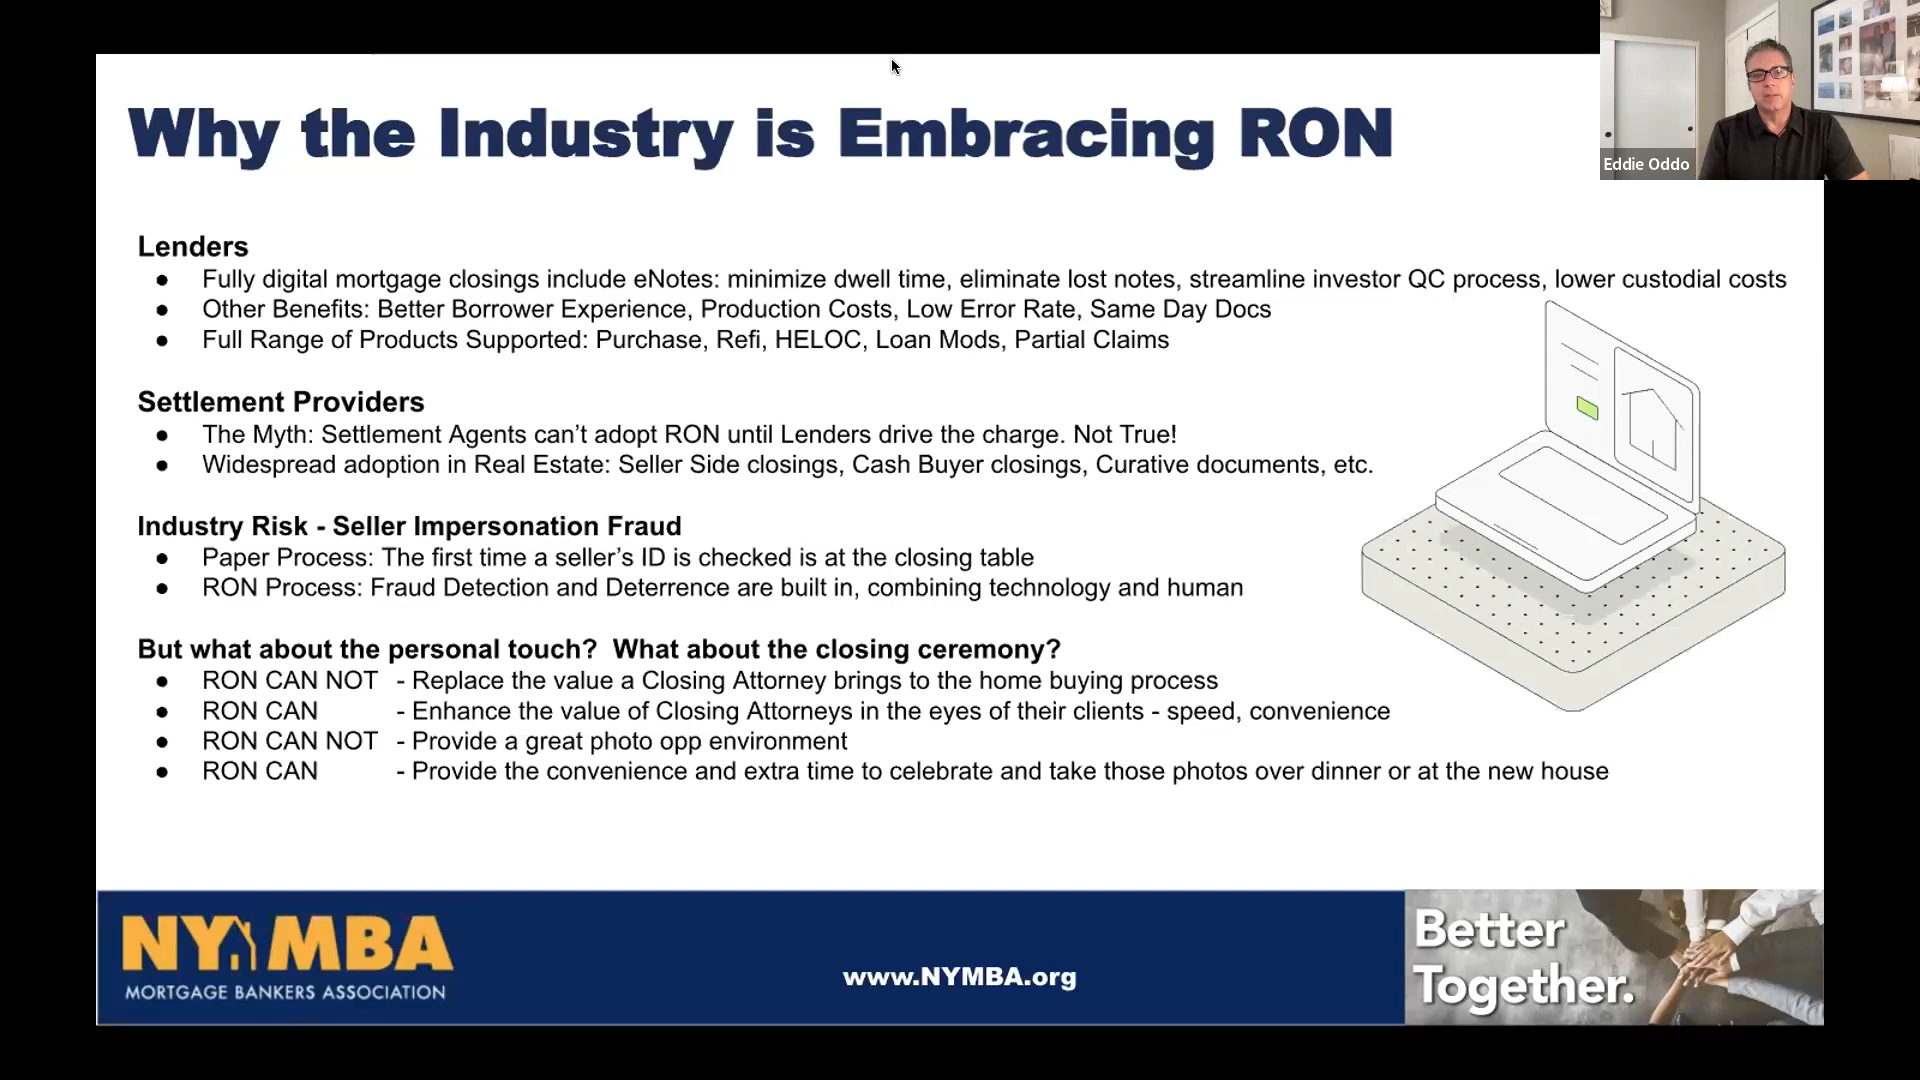 Why the Industry is Embracing RON
Eddie Oddo
Lenders
● Fully digital mortgage closings include eNotes: minimize dwell time, eliminate lost notes, streamline investor QC process, lower custodial costs
● Other Benefits: Better Borrower Experience, Production Costs, Low Error Rate, Same Day Docs
● Full Range of Products Supported: Purchase, Refi, HELOC, Loan Mods, Partial Claims
Settlement Providers
● The Myth: Settlement Agents can’t adopt RON until Lenders drive the charge. Not True!
● Widespread adoption in Real Estate: Seller Side closings, Cash Buyer closings, Curative documents, etc.
Industry Risk - Seller Impersonation Fraud
● Paper Process: The first time a seller’s ID is checked is at the closing table
● RON Process: Fraud Detection and Deterrence are built in, combining technology and human
But what about the personal touch? What about the closing ceremony?
● RON CAN NOT - Replace the value a Closing Attorney brings to the home buying process
● RON CAN - Enhance the value of Closing Attorneys in the eyes of their clients - speed, convenience
● RON CAN NOT - Provide a great photo opp environment
● RON CAN - Provide the convenience and extra time to celebrate and take those photos over dinner or at the new house
NYMBA
MORTGAGE BANKERS ASSOCIATION
www.NYMBA.org
Better
Together.